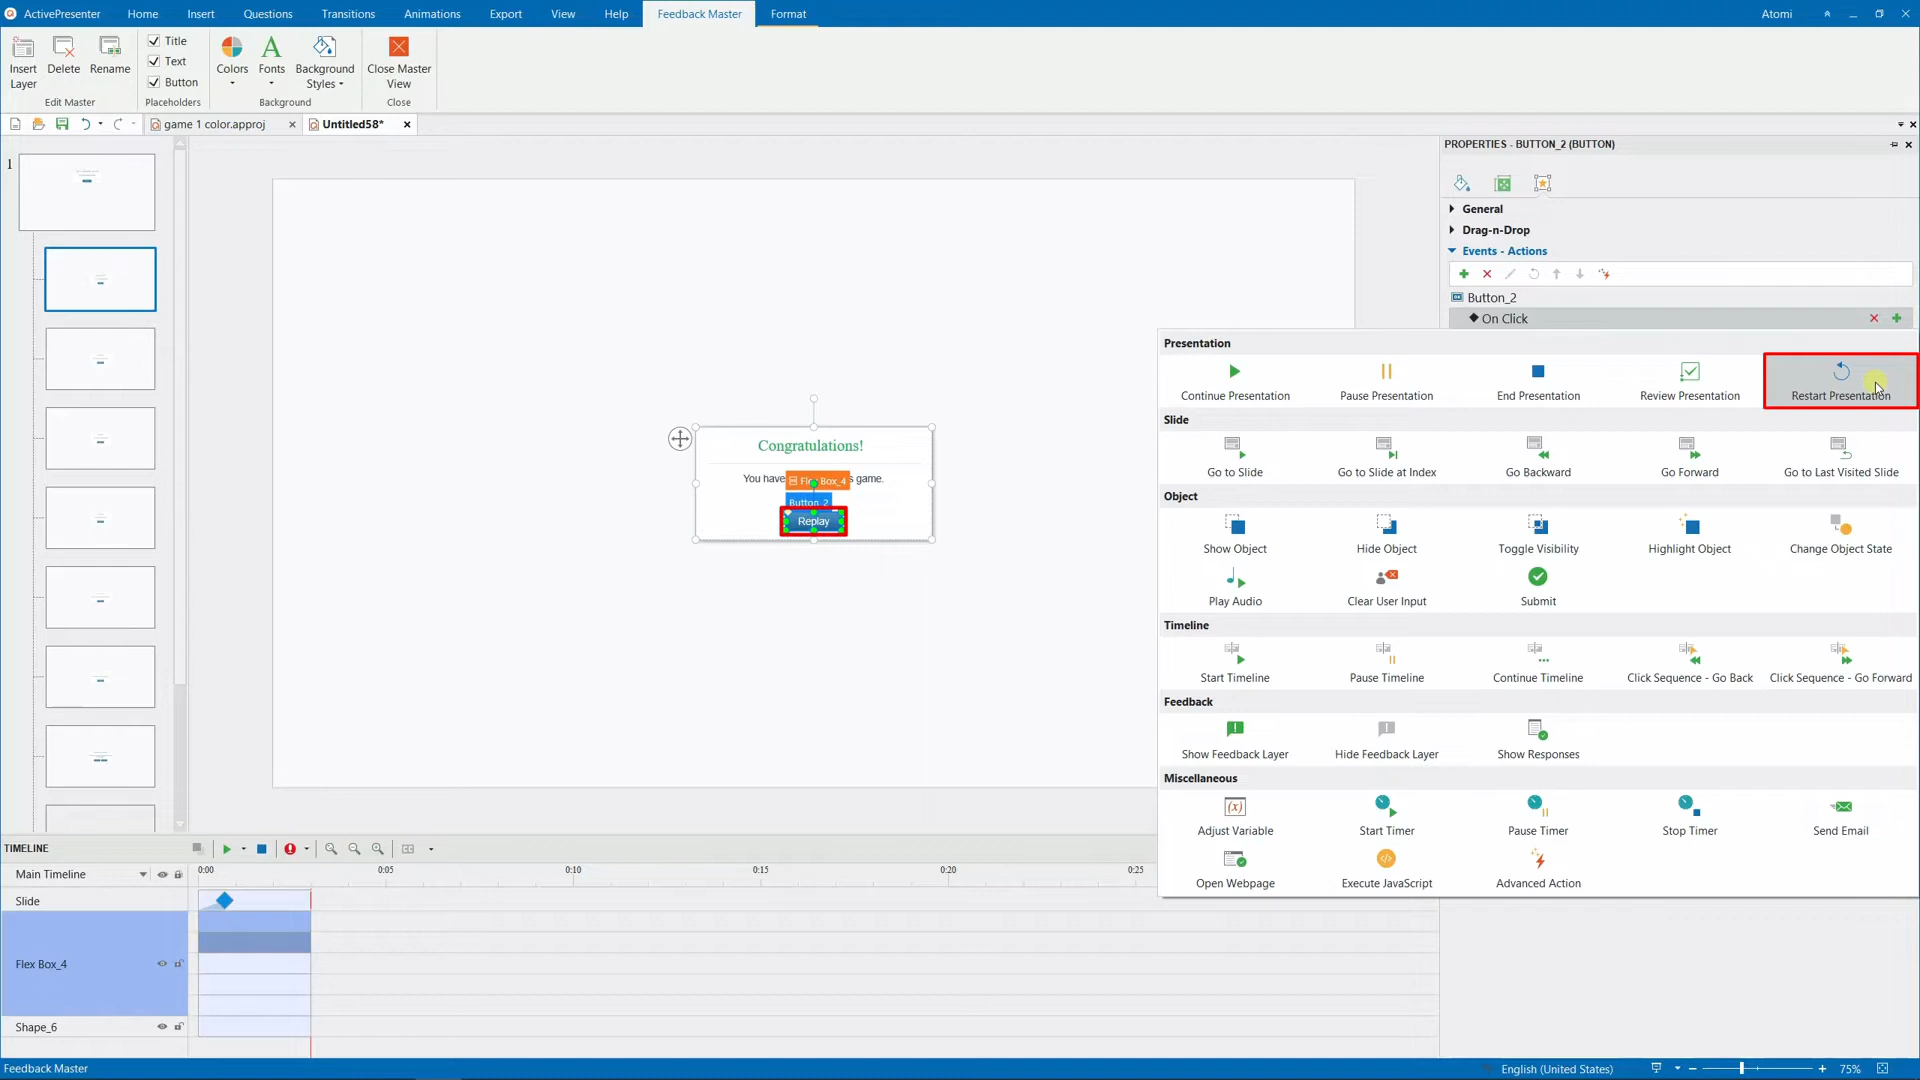 ActivePresenter Home Insert Questions Transitions Animations Export View Help Feedback Master Format Atomi
Insert Layer Delete Rename
Edit Master
Title
Text
Button
Placeholders
Colors Fonts Background Styles
Background
Close Master View
Close
game 1 color.approj Untitled58*
PROPERTIES - BUTTON_2 (BUTTON)
General
Drag-n-Drop
Events - Actions
Button_2
On Click
1
Congratulations!
You have
Flex Box_4
s game.
Button_2
Replay
Presentation
Continue Presentation Pause Presentation End Presentation Review Presentation Restart Presentation
Slide
Go to Slide Go to Slide at Index Go Backward Go Forward Go to Last Visited Slide
Object
Show Object Hide Object Toggle Visibility Highlight Object Change Object State
Play Audio Clear User Input Submit
Timeline
Start Timeline Pause Timeline Continue Timeline Click Sequence - Go Back Click Sequence - Go Forward
Feedback
Show Feedback Layer Hide Feedback Layer Show Responses
Miscellaneous
Adjust Variable Start Timer Pause Timer Stop Timer Send Email
Open Webpage Execute JavaScript Advanced Action
TIMELINE
Main Timeline 0:00 0:05 0:10 0:15 0:20 0:25
Slide
Flex Box_4
Shape_6
Feedback Master English (United States) 75%